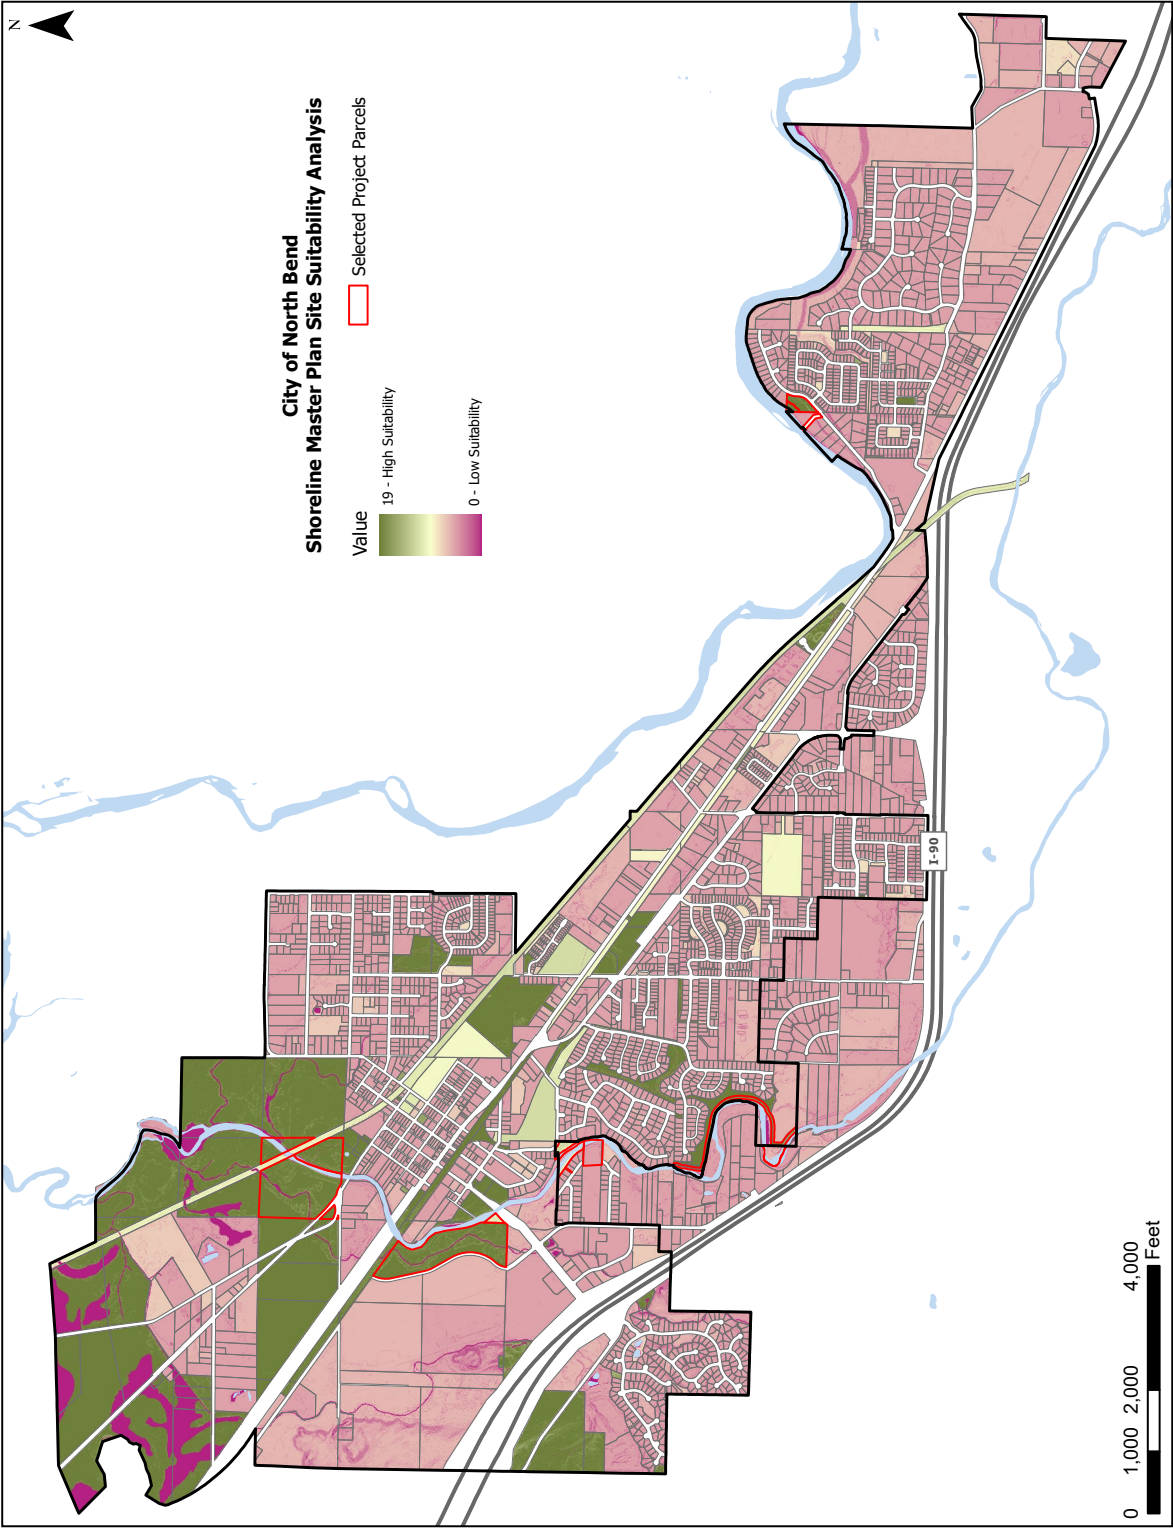 N
City of North Bend
Shoreline Master Plan Site Suitability Analysis
Value
19 - High Suitability
0 - Low Suitability
Selected Project Parcels
I-90
0 1,000 2,000 4,000
Feet